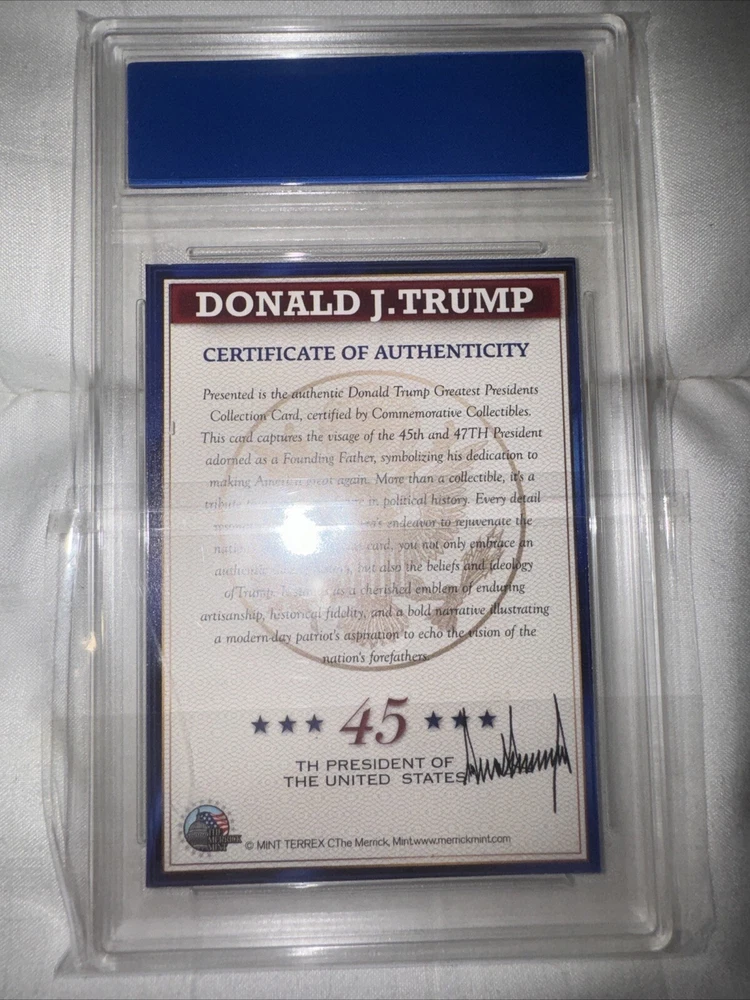 DONALD J.TRUMP
CERTIFICATE OF AUTHENTICITY
Presented is the authentic Donald Trump Greatest Presidents
Collection Card, certified by Commemorative Collectibles.
This card captures the visage of the 45th and 47TH President
adorned as a Founding Father, symbolizing his dedication to
making America great again. More than a collectible, it's a
in political history. Every detail
endeavor to rejuvenate the
card, you not only embrace an
but also the beliefs and ideology
of Trump. as a cherished emblem of enduring
artisanship, historical fidelity, and a bold narrative illustrating
a modern-day patriot's aspiration to echo the vision of the
nation's forefathers.
★★★ 45 ★★★
TH PRESIDENT OF
THE UNITED STATES
THE
MERRICK
MINT
© MINT TERREX CThe Merrick, Mint.www.merrickmint.com